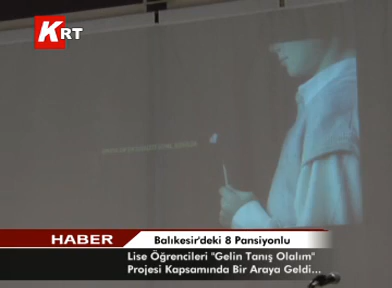 KRT
HABER
Balıkesir'deki 8 Pansiyonlu
Lise Öğrencileri "Gelin Tanış Olalım"
Projesi Kapsamında Bir Araya Geldi...